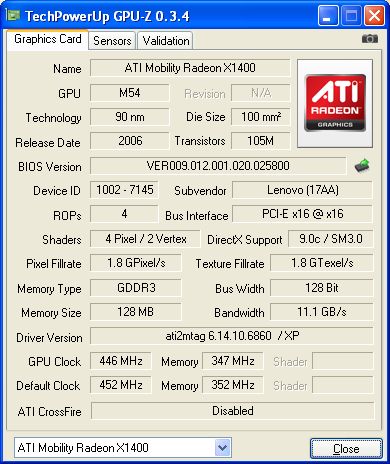 TechPowerUp GPU-Z 0.3.4
Graphics Card Sensors Validation
Name ATI Mobility Radeon X1400
GPU M54 Revision N/A
Technology 90 nm Die Size 100 mm²
Release Date 2006 Transistors 105M
ATI
RADEON
GRAPHICS
BIOS Version VER009.012.001.020.025800
Device ID 1002 - 7145 Subvendor Lenovo (17AA)
ROPs 4 Bus Interface PCI-E x16 @ x16
Shaders 4 Pixel / 2 Vertex DirectX Support 9.0c / SM3.0
Pixel Fillrate 1.8 GPixel/s Texture Fillrate 1.8 GTexel/s
Memory Type GDDR3 Bus Width 128 Bit
Memory Size 128 MB Bandwidth 11.1 GB/s
Driver Version ati2mtag 6.14.10.6860 / XP
GPU Clock 446 MHz Memory 347 MHz Shader
Default Clock 452 MHz Memory 352 MHz Shader
ATI CrossFire Disabled
ATI Mobility Radeon X1400 Close